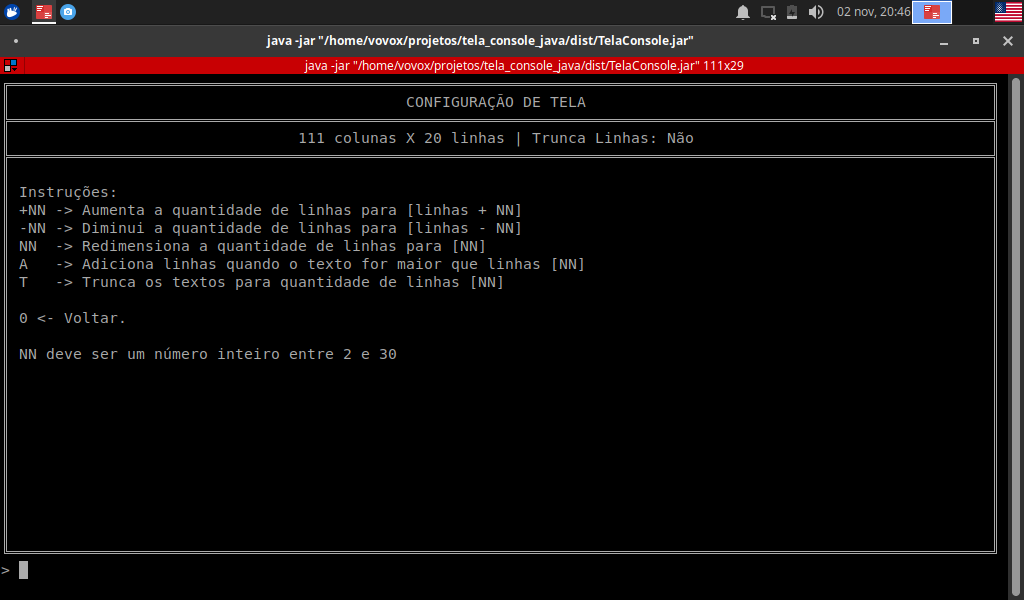 02 nov, 20:46
java -jar "/home/vovox/projetos/tela_console_java/dist/TelaConsole.jar"
java -jar "/home/vovox/projetos/tela_console_java/dist/TelaConsole.jar" 111x29
CONFIGURAÇÃO DE TELA
111 colunas X 20 linhas | Trunca Linhas: Não
Instruções:
+NN -> Aumenta a quantidade de linhas para [linhas + NN]
-NN -> Diminui a quantidade de linhas para [linhas - NN]
NN  -> Redimensiona a quantidade de linhas para [NN]
A   -> Adiciona linhas quando o texto for maior que linhas [NN]
T   -> Trunca os textos para quantidade de linhas [NN]
0 <- Voltar.
NN deve ser um número inteiro entre 2 e 30
>